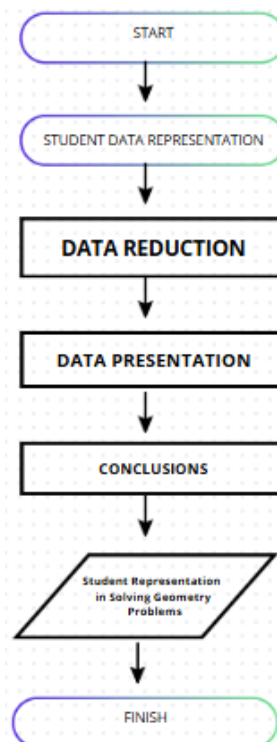 START
STUDENT DATA REPRESENTATION
DATA REDUCTION
DATA PRESENTATION
CONCLUSIONS
Student Representation
in Solving Geometry
Problems
FINISH